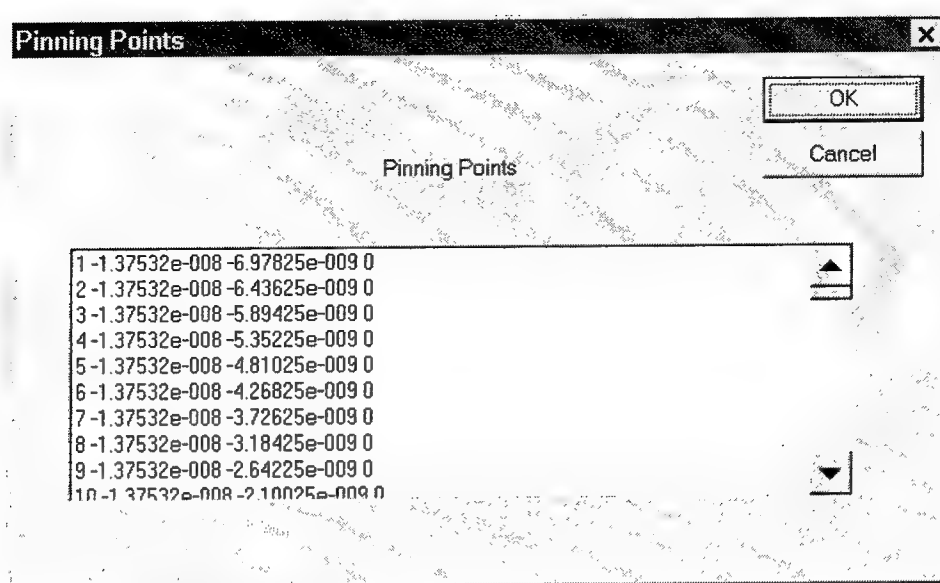 Pinning Points
OK
Cancel
Pinning Points
1 -1.37532e-008 -6.97825e-009 0
2 -1.37532e-008 -6.43625e-009 0
3 -1.37532e-008 -5.89425e-009 0
4 -1.37532e-008 -5.35225e-009 0
5 -1.37532e-008 -4.81025e-009 0
6 -1.37532e-008 -4.26825e-009 0
7 -1.37532e-008 -3.72625e-009 0
8 -1.37532e-008 -3.18425e-009 0
9 -1.37532e-008 -2.64225e-009 0
10 -1.37532e-008 -2.10025e-009 0